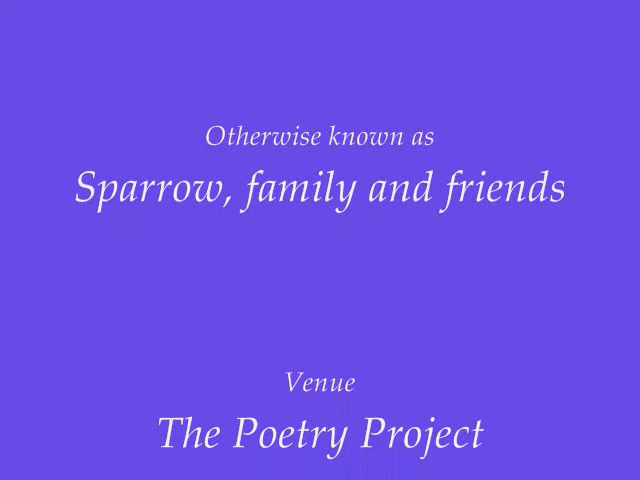 Otherwise known as
Sparrow, family and friends
Venue
The Poetry Project